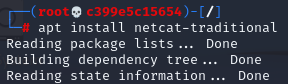 ┌──(root💀c399e5c15654)-[/]
└─# apt install netcat-traditional
Reading package lists... Done
Building dependency tree... Done
Reading state information... Done